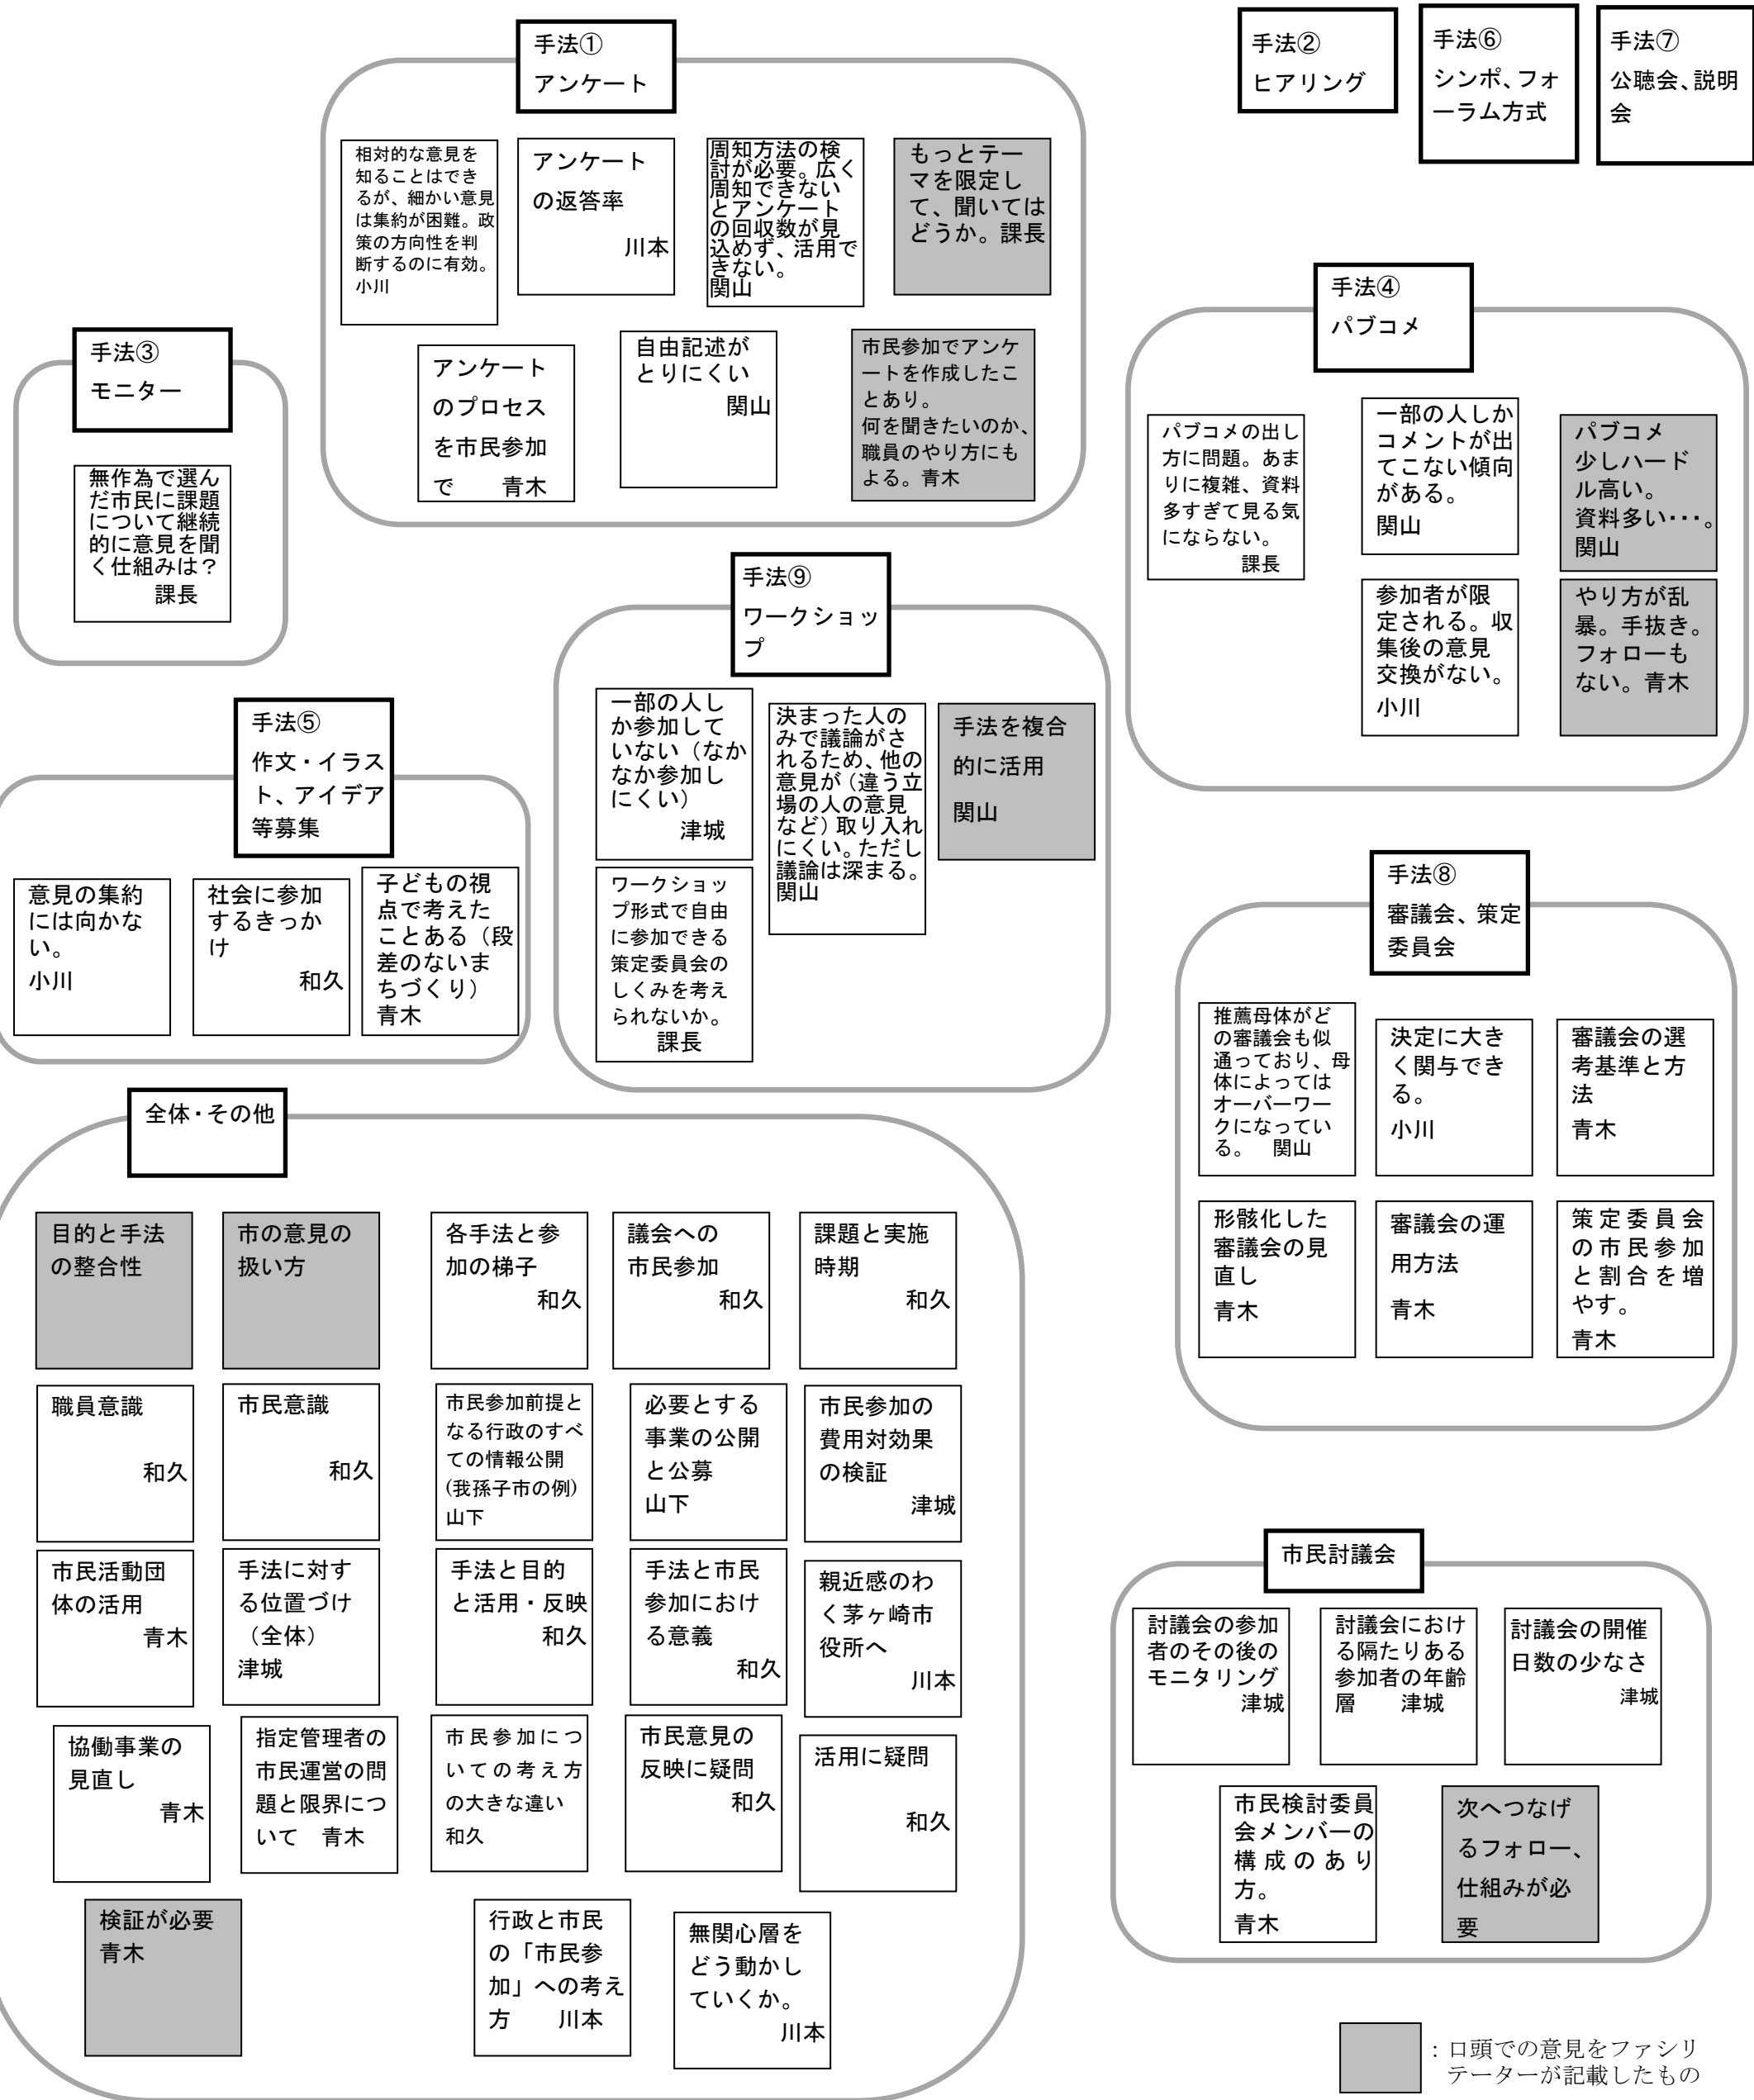 手法①
アンケート
相対的な意見を
知ることはでき
るが、細かい意見
は集約が困難。政
策の方向性を判
断するのに有効。
小川
アンケート
の返答率
川本
周知方法の検
討が必要。広く
周知できない
とアンケート
の回収数が見
込めず、活用で
きない。
関山
もっとテー
マを限定し
て、聞いては
どうか。課長
アンケート
のプロセス
を市民参加
で　青木
自由記述が
とりにくい
関山
市民参加でアンケ
ートを作成したこ
とあり。
何を聞きたいのか、
職員のやり方にも
よる。青木
手法②
ヒアリング
手法⑥
シンポ、フォ
ーラム方式
手法⑦
公聴会、説明
会
手法③
モニター
無作為で選ん
だ市民に課題
について継続
的に意見を聞
く仕組みは？
課長
手法④
パブコメ
パブコメの出し
方に問題。あま
りに複雑、資料
多すぎて見る気
にならない。
課長
一部の人しか
コメントが出
てこない傾向
がある。
関山
パブコメ
少しハード
ル高い。
資料多い・・・。
関山
参加者が限
定される。収
集後の意見
交換がない。
小川
やり方が乱
暴。手抜き。
フォローも
ない。青木
手法⑨
ワークショッ
プ
一部の人し
か参加して
いない（なか
なか参加し
にくい）
津城
決まった人の
みで議論がさ
れるため、他の
意見が（違う立
場の人の意見
など）取り入れ
にくい。ただし
議論は深まる。
関山
手法を複合
的に活用
関山
ワークショッ
プ形式で自由
に参加できる
策定委員会の
しくみを考え
られないか。
課長
手法⑤
作文・イラス
ト、アイデア
等募集
意見の集約
には向かな
い。
小川
社会に参加
するきっか
け
和久
子どもの視
点で考えた
ことある（段
差のないま
ちづくり）
青木
手法⑧
審議会、策定
委員会
推薦母体がど
の審議会も似
通っており、母
体によっては
オーバーワー
クになってい
る。　関山
決定に大き
く関与でき
る。
小川
審議会の選
考基準と方
法
青木
形骸化した
審議会の見
直し
青木
審議会の運
用方法
青木
策定委員会
の市民参加
と割合を増
やす。
青木
全体・その他
目的と手法
の整合性
市の意見の
扱い方
各手法と参
加の梯子
和久
議会への
市民参加
和久
課題と実施
時期
和久
職員意識
和久
市民意識
和久
市民参加前提と
なる行政のすべ
ての情報公開
(我孫子市の例)
山下
必要とする
事業の公開
と公募
山下
市民参加の
費用対効果
の検証
津城
市民活動団
体の活用
青木
手法に対す
る位置づけ
（全体）
津城
手法と目的
と活用・反映
和久
手法と市民
参加におけ
る意義
和久
親近感のわ
く茅ヶ崎市
役所へ
川本
協働事業の
見直し
青木
指定管理者の
市民運営の問
題と限界につ
いて　青木
市民参加につ
いての考え方
の大きな違い
和久
市民意見の
反映に疑問
和久
活用に疑問
和久
検証が必要
青木
行政と市民
の「市民参
加」への考え
方　川本
無関心層を
どう動かし
ていくか。
川本
市民討議会
討議会の参加
者のその後の
モニタリング
津城
討議会におけ
る隔たりある
参加者の年齢
層　津城
討議会の開催
日数の少なさ
津城
市民検討委員
会メンバーの
構成のあり
方。
青木
次へつなげ
るフォロー、
仕組みが必
要
：口頭での意見をファシリ
テーターが記載したもの